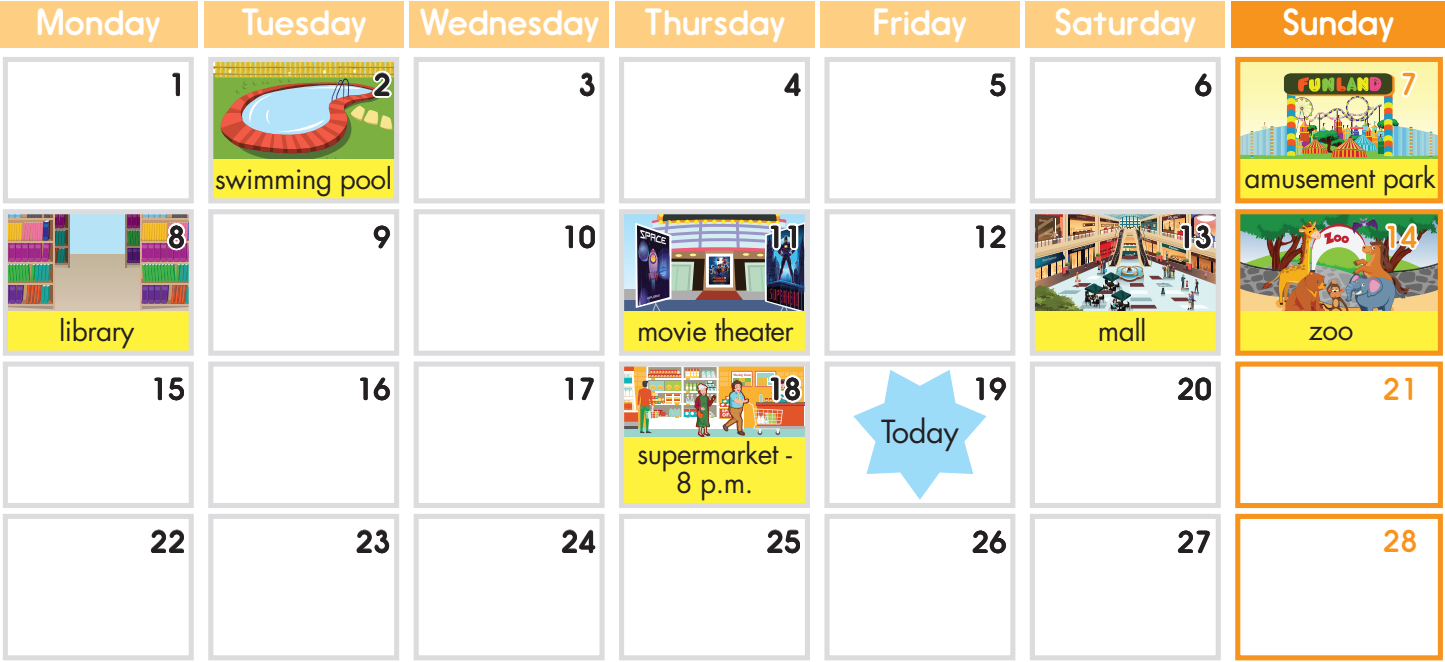 Monday Tuesday Wednesday Thursday Friday Saturday Sunday
1 2 3 4 5 6 7
FUNLAND
swimming pool amusement park
8 9 10 11 12 13 14
SPACE
Zoo
library movie theater mall zoo
15 16 17 18 19 20 21
Today
supermarket -
8 p.m.
22 23 24 25 26 27 28